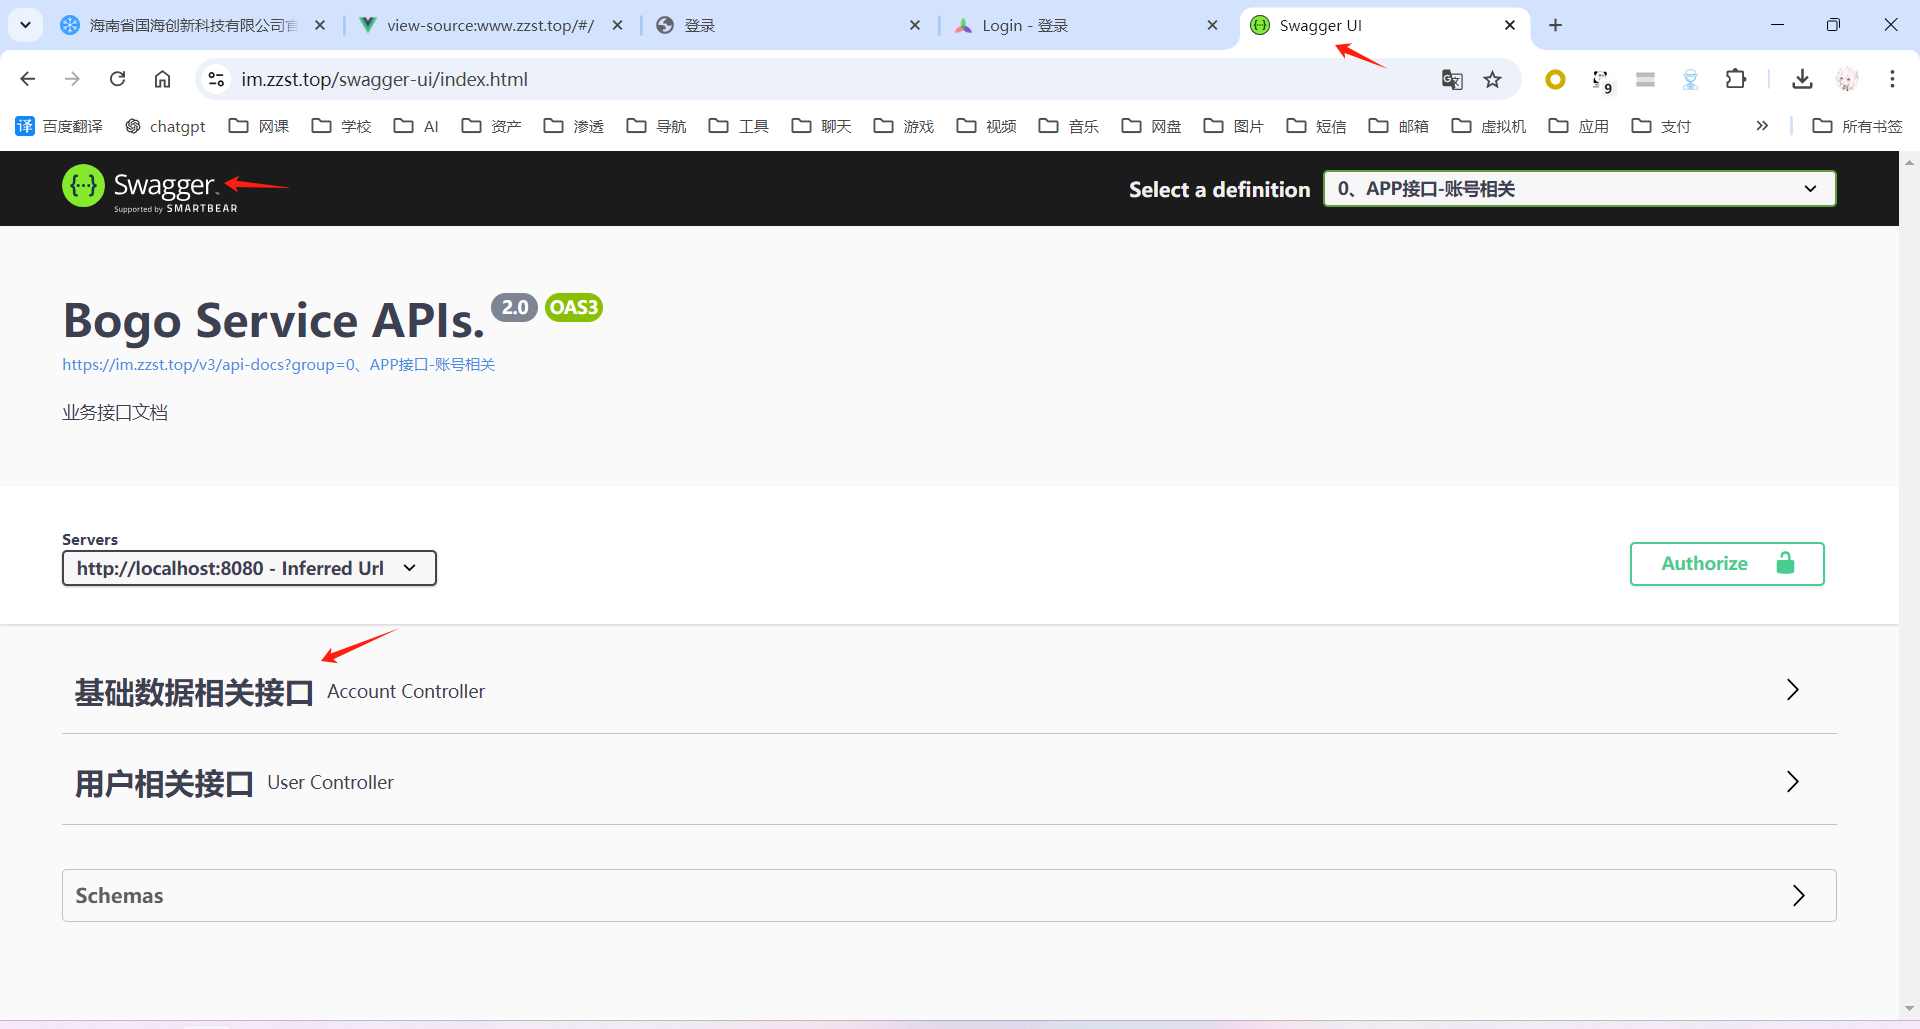 海南省国海创新科技有限公司官
view-source:www.zzst.top/#/
登录
Login - 登录
Swagger UI
im.zzst.top/swagger-ui/index.html
9
译 百度翻译
chatgpt
网课
学校
AI
资产
渗透
导航
工具
聊天
游戏
视频
音乐
网盘
图片
短信
邮箱
虚拟机
应用
支付
所有书签
Swagger
Supported by SMARTBEAR
Select a definition
0、APP接口-账号相关
Bogo Service APIs. 2.0 OAS3
https://im.zzst.top/v3/api-docs?group=0、APP接口-账号相关
业务接口文档
Servers
http://localhost:8080 - Inferred Url
Authorize
基础数据相关接口 Account Controller
用户相关接口 User Controller
Schemas